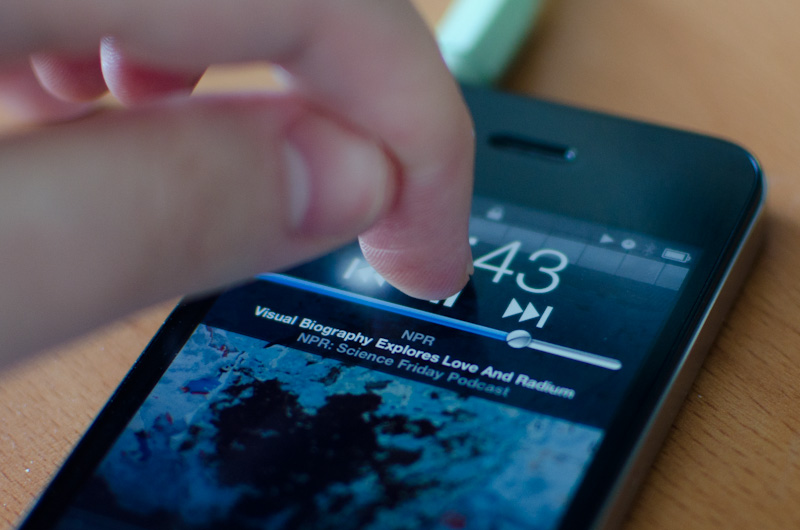 43
NPR
Visual Biography Explores Love And Radium
NPR: Science Friday Podcast